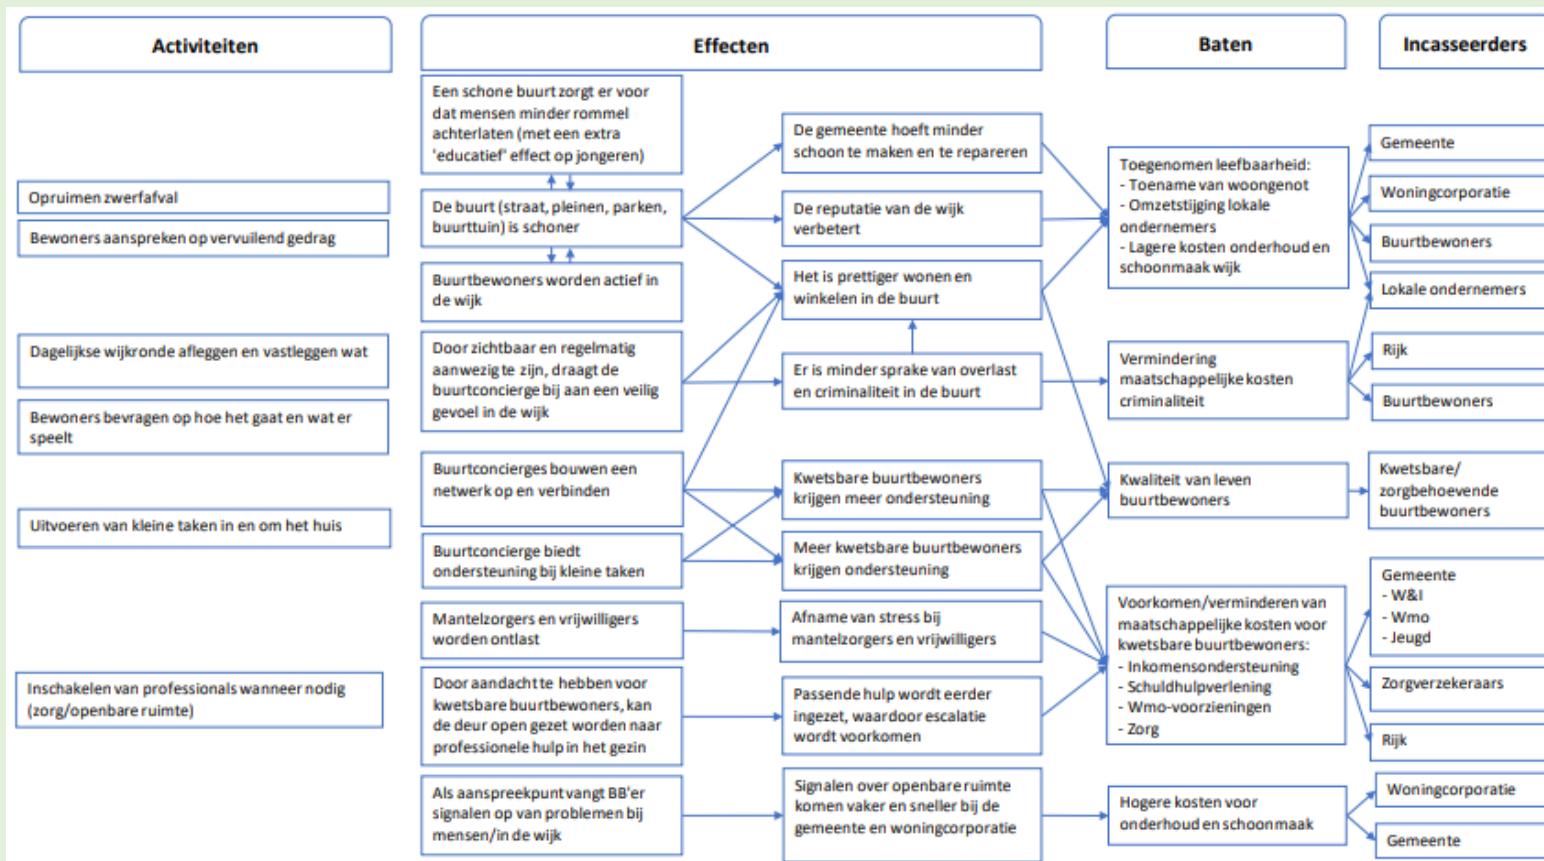 Activiteiten
Effecten
Baten
Incasseerders
Opruimen zwerfafval
Bewoners aanspreken op vervuilend gedrag
Dagelijkse wijkronde afleggen en vastleggen wat
Bewoners bevragen op hoe het gaat en wat er
speelt
Uitvoeren van kleine taken in en om het huis
Inschakelen van professionals wanneer nodig
(zorg/openbare ruimte)
Een schone buurt zorgt er voor
dat mensen minder rommel
achterlaten (met een extra
'educatief' effect op jongeren)
De buurt (straat, pleinen, parken,
buurttuin) is schoner
Buurtbewoners worden actief in
de wijk
Door zichtbaar en regelmatig
aanwezig te zijn, draagt de
buurtconcierge bij aan een veilig
gevoel in de wijk
Buurtconcierges bouwen een
netwerk op en verbinden
Buurtconcierge biedt
ondersteuning bij kleine taken
Mantelzorgers en vrijwilligers
worden ontlast
Door aandacht te hebben voor
kwetsbare buurtbewoners, kan
de deur open gezet worden naar
professionele hulp in het gezin
Als aanspreekpunt vangt BB'er
signalen op van problemen bij
mensen/in de wijk
De gemeente hoeft minder
schoon te maken en te repareren
De reputatie van de wijk
verbetert
Het is prettiger wonen en
winkelen in de buurt
Er is minder sprake van overlast
en criminaliteit in de buurt
Kwetsbare buurtbewoners
krijgen meer ondersteuning
Meer kwetsbare buurtbewoners
krijgen ondersteuning
Afname van stress bij
mantelzorgers en vrijwilligers
Passende hulp wordt eerder
ingezet, waardoor escalatie
wordt voorkomen
Signalen over openbare ruimte
komen vaker en sneller bij de
gemeente en woningcorporatie
Toegenomen leefbaarheid:
- Toename van woongenot
- Omzetstijging lokale
ondernemers
- Lagere kosten onderhoud en
schoonmaak wijk
Vermindering
maatschappelijke kosten
criminaliteit
Kwaliteit van leven
buurtbewoners
Voorkomen/verminderen van
maatschappelijke kosten voor
kwetsbare buurtbewoners:
- Inkomensondersteuning
- Schuldhulpverlening
- Wmo-voorzieningen
- Zorg
Hogere kosten voor
onderhoud en schoonmaak
Gemeente
Woningcorporatie
Buurtbewoners
Lokale ondernemers
Rijk
Buurtbewoners
Kwetsbare/
zorgbehoevende
buurtbewoners
Gemeente
- W&I
- Wmo
- Jeugd
Zorgverzekeraars
Rijk
Woningcorporatie
Gemeente